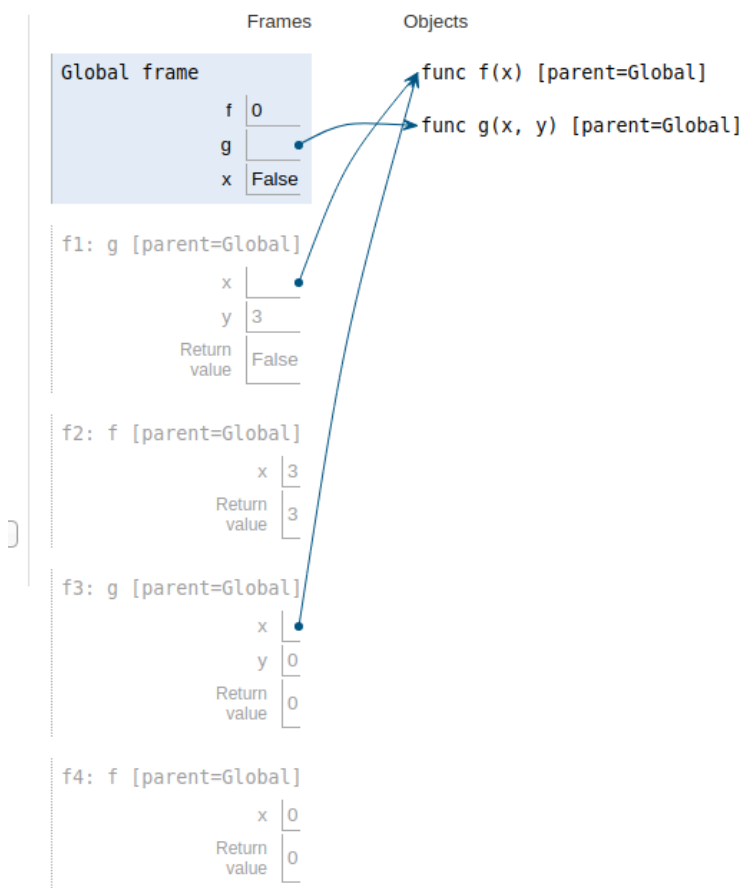 Frames Objects
Global frame func f(x) [parent=Global]
f 0
func g(x, y) [parent=Global]
g
x False
f1: g [parent=Global]
x
y 3
Return
value False
f2: f [parent=Global]
x 3
Return
value 3
f3: g [parent=Global]
x
y 0
Return
value 0
f4: f [parent=Global]
x 0
Return
value 0